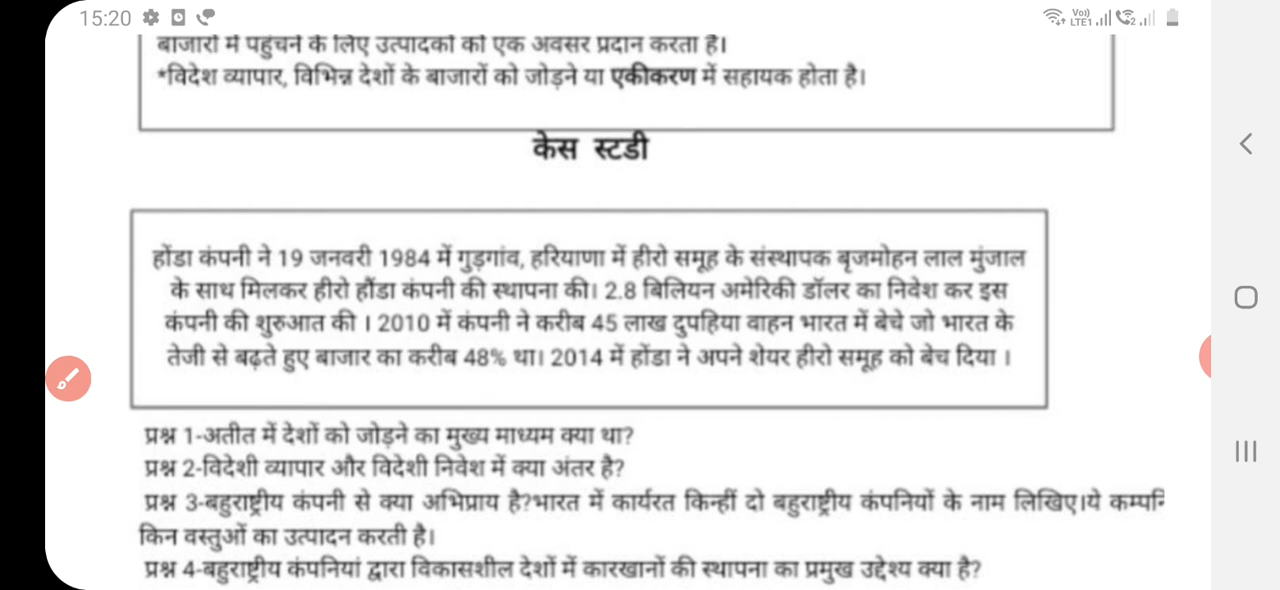 15:20
Vo)) LTE1 2
बाजारों में पहुंचने के लिए उत्पादकों को एक अवसर प्रदान करता है।
*विदेश व्यापार, विभिन्न देशों के बाजारों को जोड़ने या एकीकरण में सहायक होता है।
केस स्टडी
होंडा कंपनी ने 19 जनवरी 1984 में गुड़गांव, हरियाणा में हीरो समूह के संस्थापक बृजमोहन लाल मुंजाल
के साथ मिलकर हीरो हौंडा कंपनी की स्थापना की। 2.8 बिलियन अमेरिकी डॉलर का निवेश कर इस
कंपनी की शुरुआत की । 2010 में कंपनी ने करीब 45 लाख दुपहिया वाहन भारत में बेचे जो भारत के
तेजी से बढ़ते हुए बाजार का करीब 48% था। 2014 में होंडा ने अपने शेयर हीरो समूह को बेच दिया ।
प्रश्न 1-अतीत में देशों को जोड़ने का मुख्य माध्यम क्या था?
प्रश्न 2-विदेशी व्यापार और विदेशी निवेश में क्या अंतर है?
प्रश्न 3-बहुराष्ट्रीय कंपनी से क्या अभिप्राय है?भारत में कार्यरत किन्हीं दो बहुराष्ट्रीय कंपनियों के नाम लिखिए।ये कम्पनि
किन वस्तुओं का उत्पादन करती है।
प्रश्न 4-बहुराष्ट्रीय कंपनियां द्वारा विकासशील देशों में कारखानों की स्थापना का प्रमुख उद्देश्य क्या है?